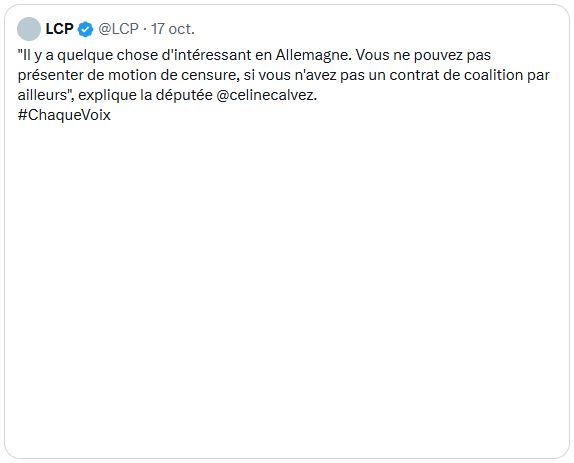 LCP @LCP · 17 oct.
"Il y a quelque chose d'intéressant en Allemagne. Vous ne pouvez pas
présenter de motion de censure, si vous n'avez pas un contrat de coalition par
ailleurs", explique la députée @celinecalvez.
#ChaqueVoix